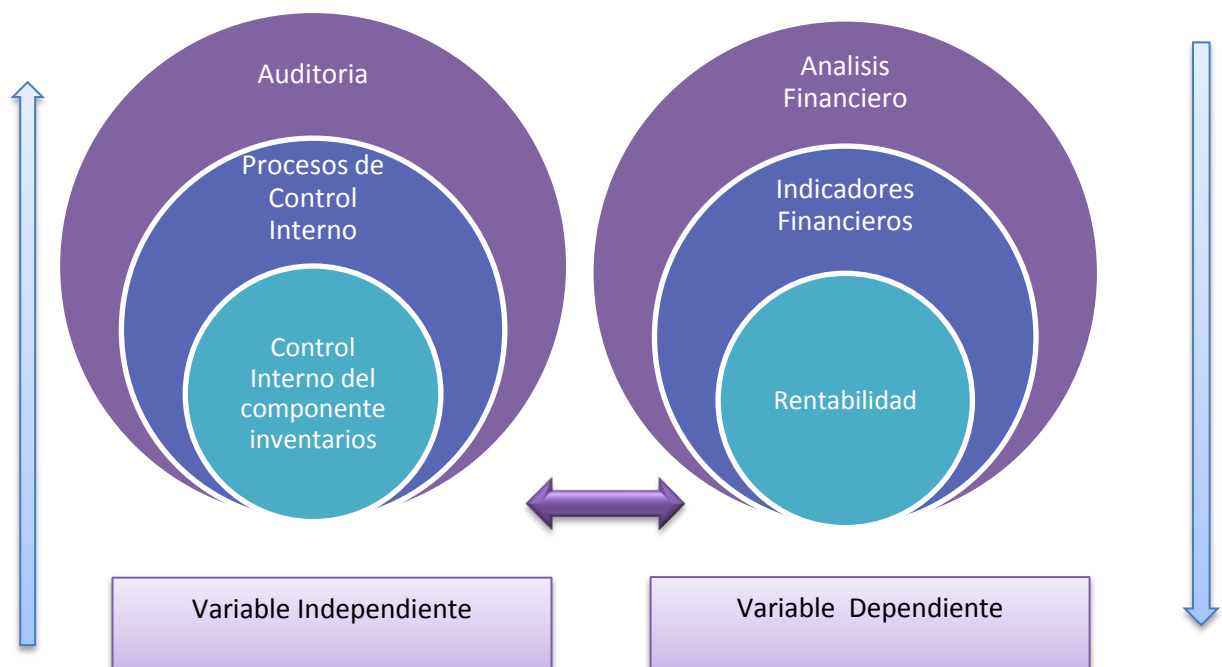 Auditoria
Procesos de
Control
Interno
Control
Interno del
componente
inventarios
Analisis
Financiero
Indicadores
Financieros
Rentabilidad
Variable Independiente
Variable Dependiente